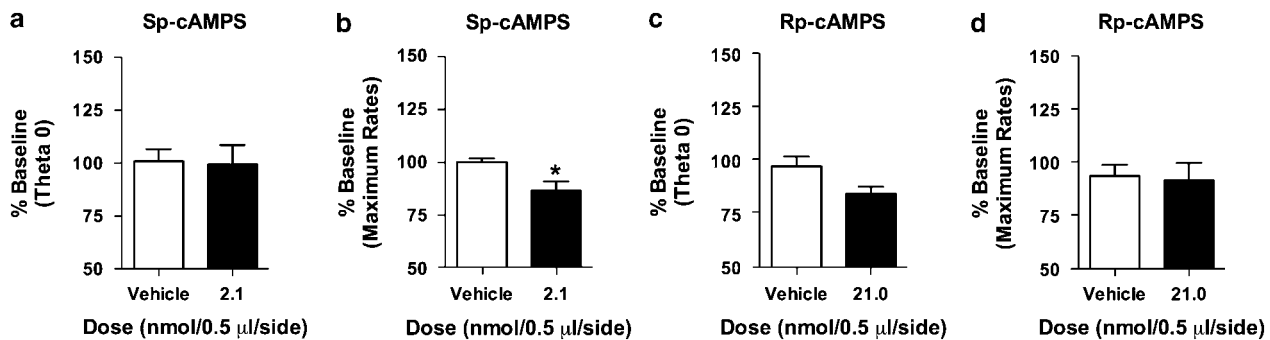 a
Sp-cAMPS
% Baseline
(Theta 0)
150
125
100
75
50
Vehicle 2.1
Dose (nmol/0.5 μl/side)
b
Sp-cAMPS
% Baseline
(Maximum Rates)
150
125
100
75
50
*
Vehicle 2.1
Dose (nmol/0.5 μl/side)
c
Rp-cAMPS
% Baseline
(Theta 0)
150
125
100
75
50
Vehicle 21.0
Dose (nmol/0.5 μl/side)
d
Rp-cAMPS
% Baseline
(Maximum Rates)
150
125
100
75
50
Vehicle 21.0
Dose (nmol/0.5 μl/side)